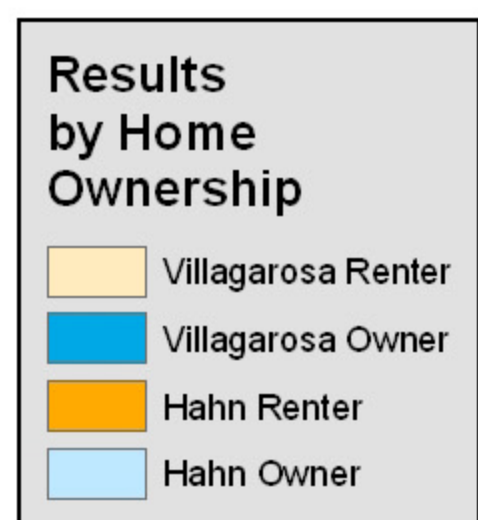 Results
by Home
Ownership
Villagarosa Renter
Villagarosa Owner
Hahn Renter
Hahn Owner